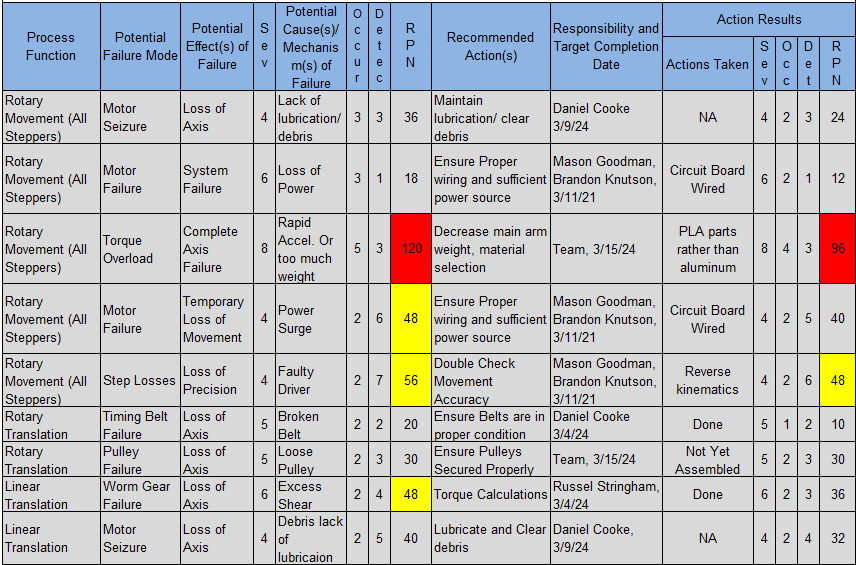 Process
Function
Potential
Failure Mode
Potential
Effect(s) of
Failure
S
e
v
Potential
Cause(s)/
Mechanis
m(s) of
Failure
O
c
c
u
r
D
e
t
e
c
R
P
N
Recommended
Action(s)
Responsibility and
Target Completion
Date
Action Results
Actions Taken
S
e
v
O
c
c
D
e
t
R
P
N
Rotary
Movement (All
Steppers)
Motor
Seizure
Loss of
Axis
4
Lack of
lubrication/
debris
3
3
36
Maintain
lubrication/ clear
debris
Daniel Cooke
3/9/24
NA
4
2
3
24
Rotary
Movement (All
Steppers)
Motor
Failure
System
Failure
6
Loss of
Power
3
1
18
Ensure Proper
wiring and sufficient
power source
Mason Goodman,
Brandon Knutson,
3/11/21
Circuit Board
Wired
6
2
1
12
Rotary
Movement (All
Steppers)
Torque
Overload
Complete
Axis
Failure
8
Rapid
Accel. Or
too much
weight
5
3
120
Decrease main arm
weight, material
selection
Team, 3/15/24
PLA parts
rather than
aluminum
8
4
3
96
Rotary
Movement (All
Steppers)
Motor
Failure
Temporary
Loss of
Movement
4
Power
Surge
2
6
48
Ensure Proper
wiring and sufficient
power source
Mason Goodman,
Brandon Knutson,
3/11/21
Circuit Board
Wired
4
2
5
40
Rotary
Movement (All
Steppers)
Step Losses
Loss of
Precision
4
Faulty
Driver
2
7
56
Double Check
Movement
Accuracy
Mason Goodman,
Brandon Knutson,
3/11/21
Reverse
kinematics
4
2
6
48
Rotary
Translation
Timing Belt
Failure
Loss of
Axis
5
Broken
Belt
2
2
20
Ensure Belts are in
proper condition
Daniel Cooke
3/4/24
Done
5
1
2
10
Rotary
Translation
Pulley
Failure
Loss of
Axis
5
Loose
Pulley
2
3
30
Ensure Pulleys
Secured Properly
Team, 3/15/24
Not Yet
Assembled
5
2
3
30
Linear
Translation
Worm Gear
Failure
Loss of
Axis
6
Excess
Shear
2
4
48
Torque Calculations
Russel Stringham,
3/4/24
Done
6
2
3
36
Linear
Translation
Motor
Seizure
Loss of
Axis
4
Debris lack
of
lubricaion
2
5
40
Lubricate and Clear
debris
Daniel Cooke,
3/9/24
NA
4
2
4
32